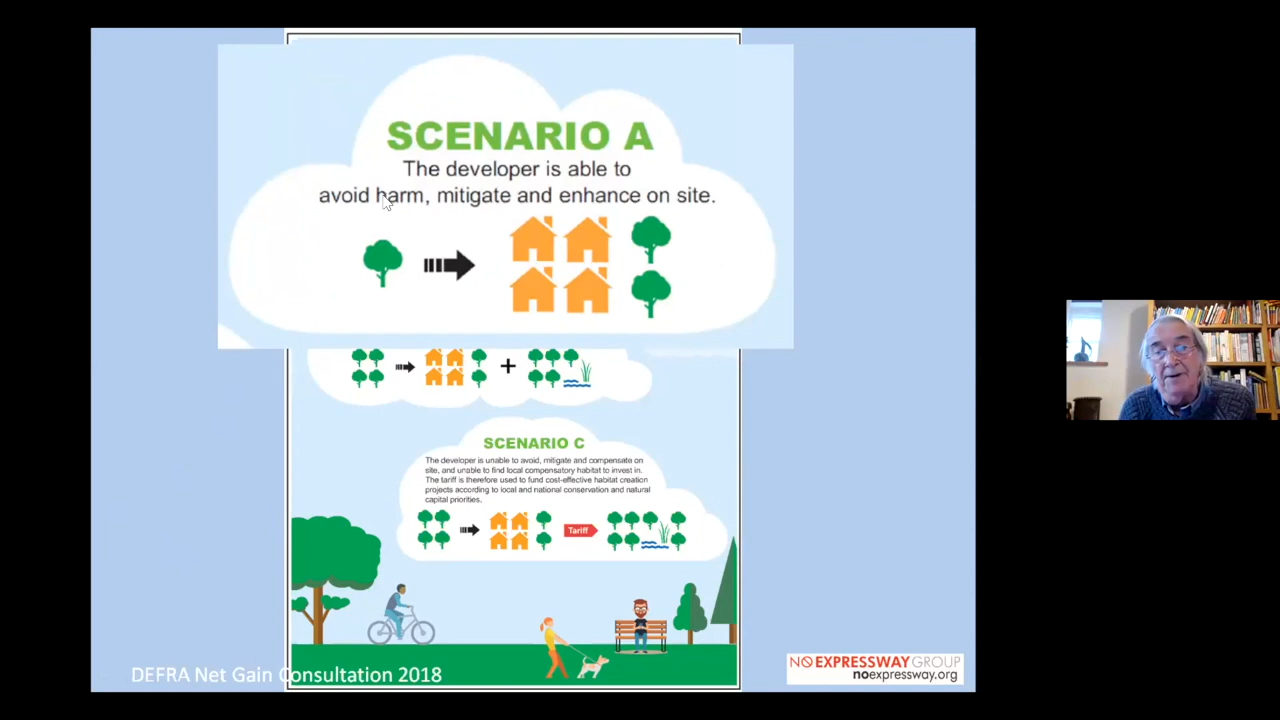 SCENARIO A
The developer is able to
avoid harm, mitigate and enhance on site.
+
SCENARIO C
The developer is unable to avoid, mitigate and compensate on
site, and unable to find local compensatory habitat to invest in.
The tariff is therefore used to fund cost-effective habitat creation
projects according to local and national conservation and natural
capital priorities.
Tariff
DEFRA Net Gain Consultation 2018
NO EXPRESSWAY GROUP
noexpressway.org